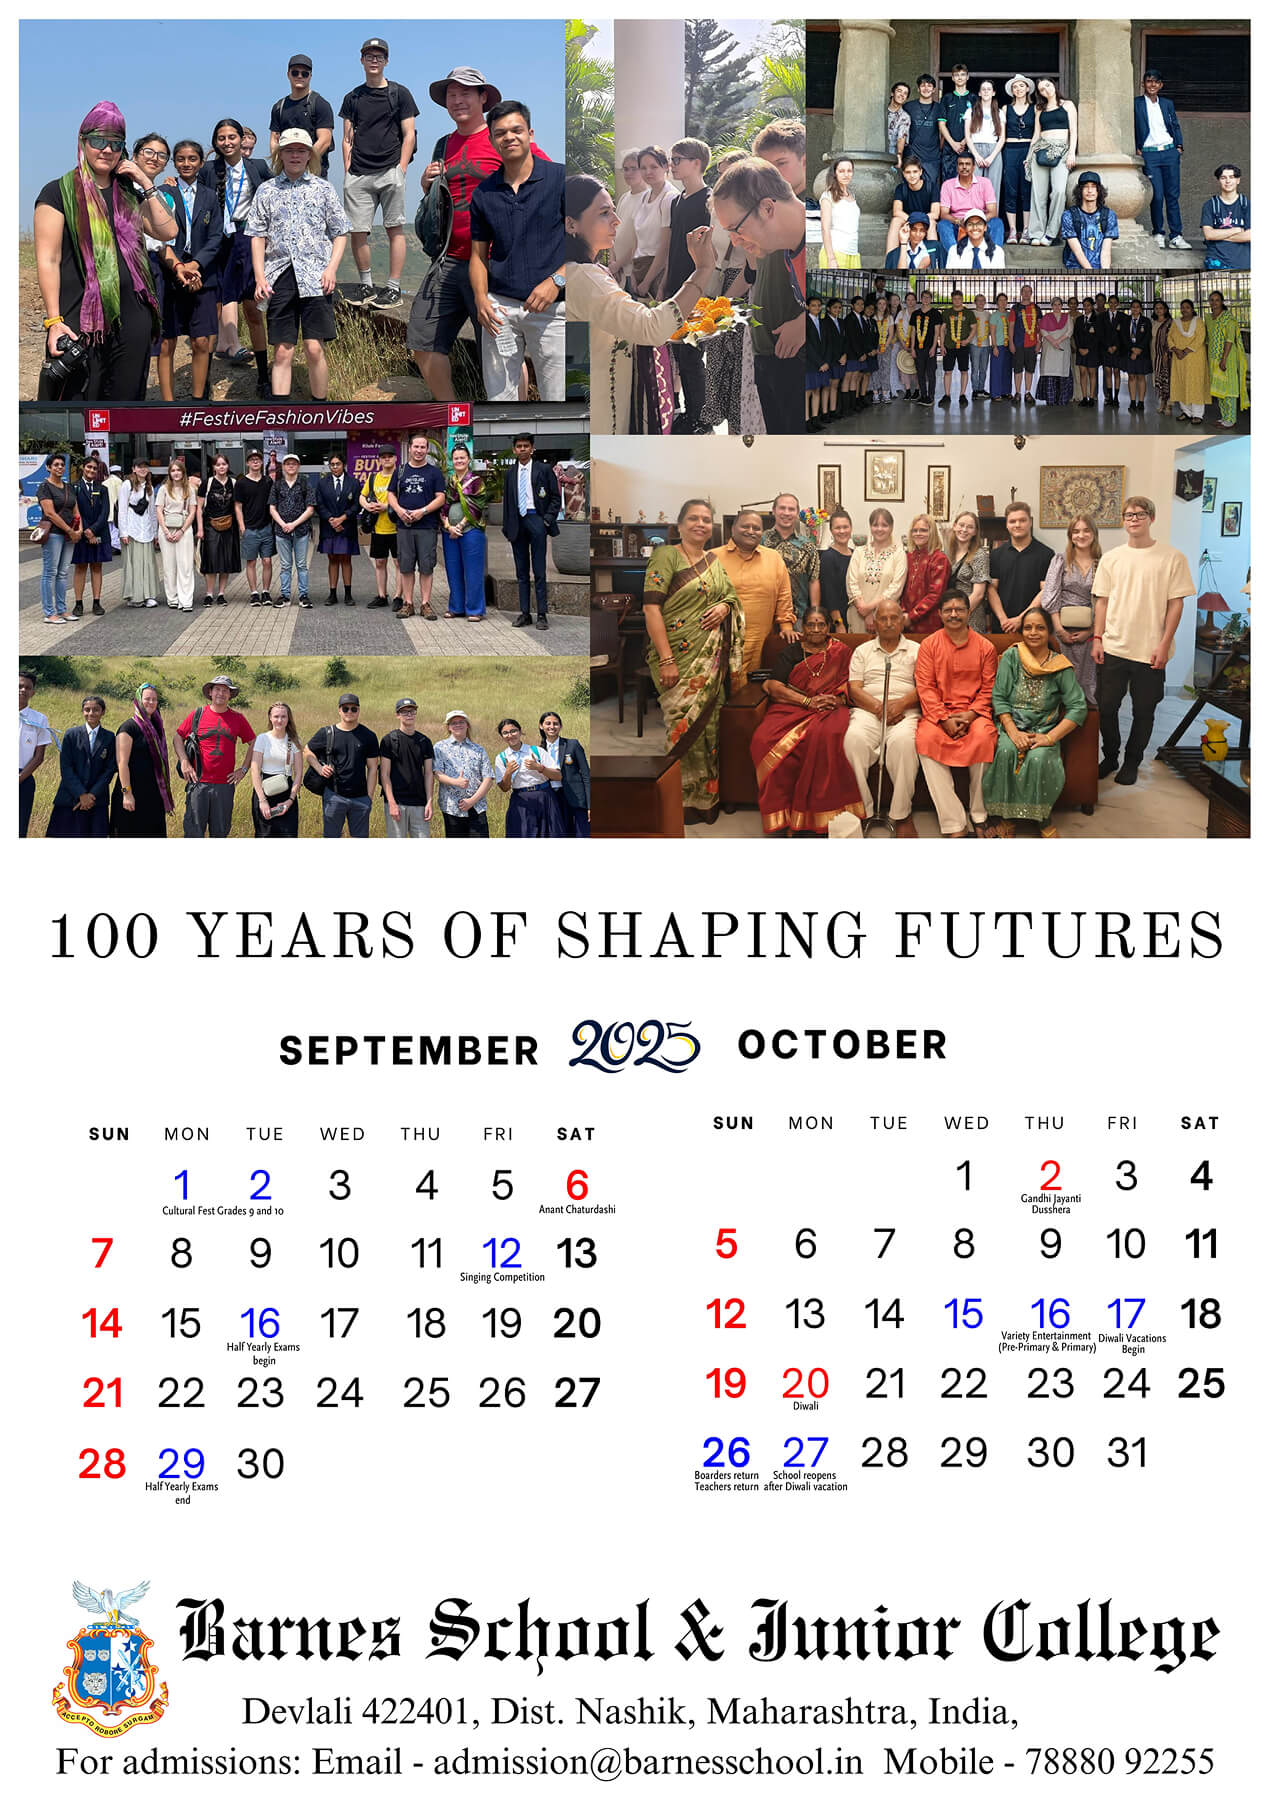 #FestiveFashionVibes
100 YEARS OF SHAPING FUTURES
SEPTEMBER 2025 OCTOBER
SUN MON TUE WED THU FRI SAT
1 2 3 4 5 6
Cultural Fest Grades 9 and 10
Anant Chaturdashi
7 8 9 10 11 12 13
Singing Competition
14 15 16 17 18 19 20
Half Yearly Exams
begin
21 22 23 24 25 26 27
28 29 30
Half Yearly Exams
end
SUN MON TUE WED THU FRI SAT
1 2 3 4
Gandhi Jayanti
Dusshera
5 6 7 8 9 10 11
12 13 14 15 16 17 18
Variety Entertainment
(Pre-Primary & Primary)
Diwali Vacations
Begin
19 20 21 22 23 24 25
Diwali
26 27 28 29 30 31
Boarders return
Teachers return
School reopens
after Diwali vacation
Barnes School & Junior College
ACCEPTO ROBORE SURGAM
Devlali 422401, Dist. Nashik, Maharashtra, India,
For admissions: Email - admission@barnesschool.in Mobile - 78880 92255